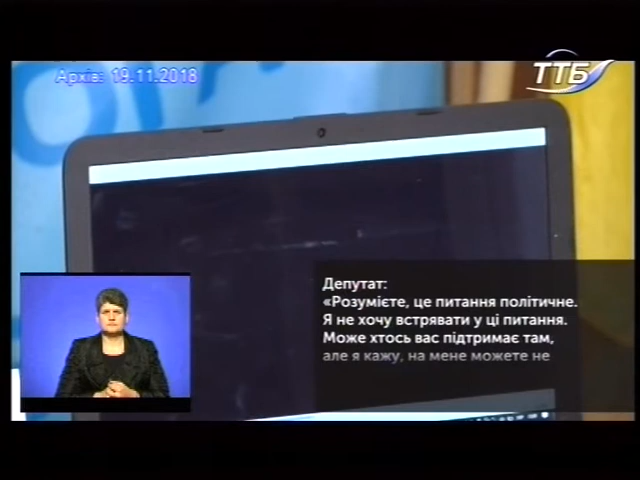 Архів: 19.11.2018
ТТБ
Депутат:
«Розумієте, це питання політичне.
Я не хочу встрявати у ці питання.
Може хтось вас підтримає там,
але я кажу, на мене можете не